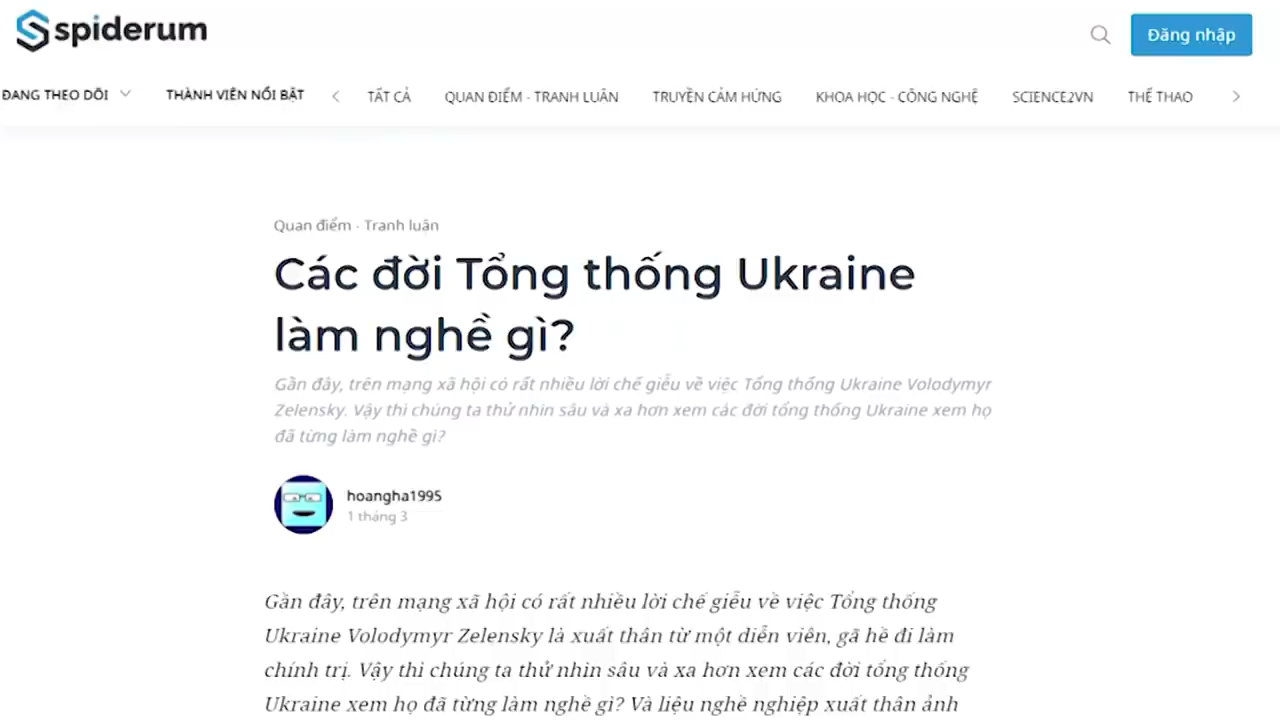 spiderum
Đăng nhập
ĐANG THEO DÕI
THÀNH VIÊN NỔI BẬT
TẤT CẢ
QUAN ĐIỂM - TRANH LUẬN
TRUYỀN CẢM HỨNG
KHOA HỌC - CÔNG NGHỆ
SCIENCE2VN
THỂ THAO
Quan điểm - Tranh luận
Các đời Tổng thống Ukraine
làm nghề gì?
Gần đây, trên mạng xã hội có rất nhiều lời chế giễu về việc Tổng thống Ukraine Volodymyr
Zelensky. Vậy thì chúng ta thử nhìn sâu và xa hơn xem các đời tổng thống Ukraine xem họ
đã từng làm nghề gì?
hoangha1995
1 tháng 3
Gần đây, trên mạng xã hội có rất nhiều lời chế giễu về việc Tổng thống
Ukraine Volodymyr Zelensky là xuất thân từ một diễn viên, gã hề đi làm
chính trị. Vậy thì chúng ta thử nhìn sâu và xa hơn xem các đời tổng thống
Ukraine xem họ đã từng làm nghề gì? Và liệu nghề nghiệp xuất thân ảnh